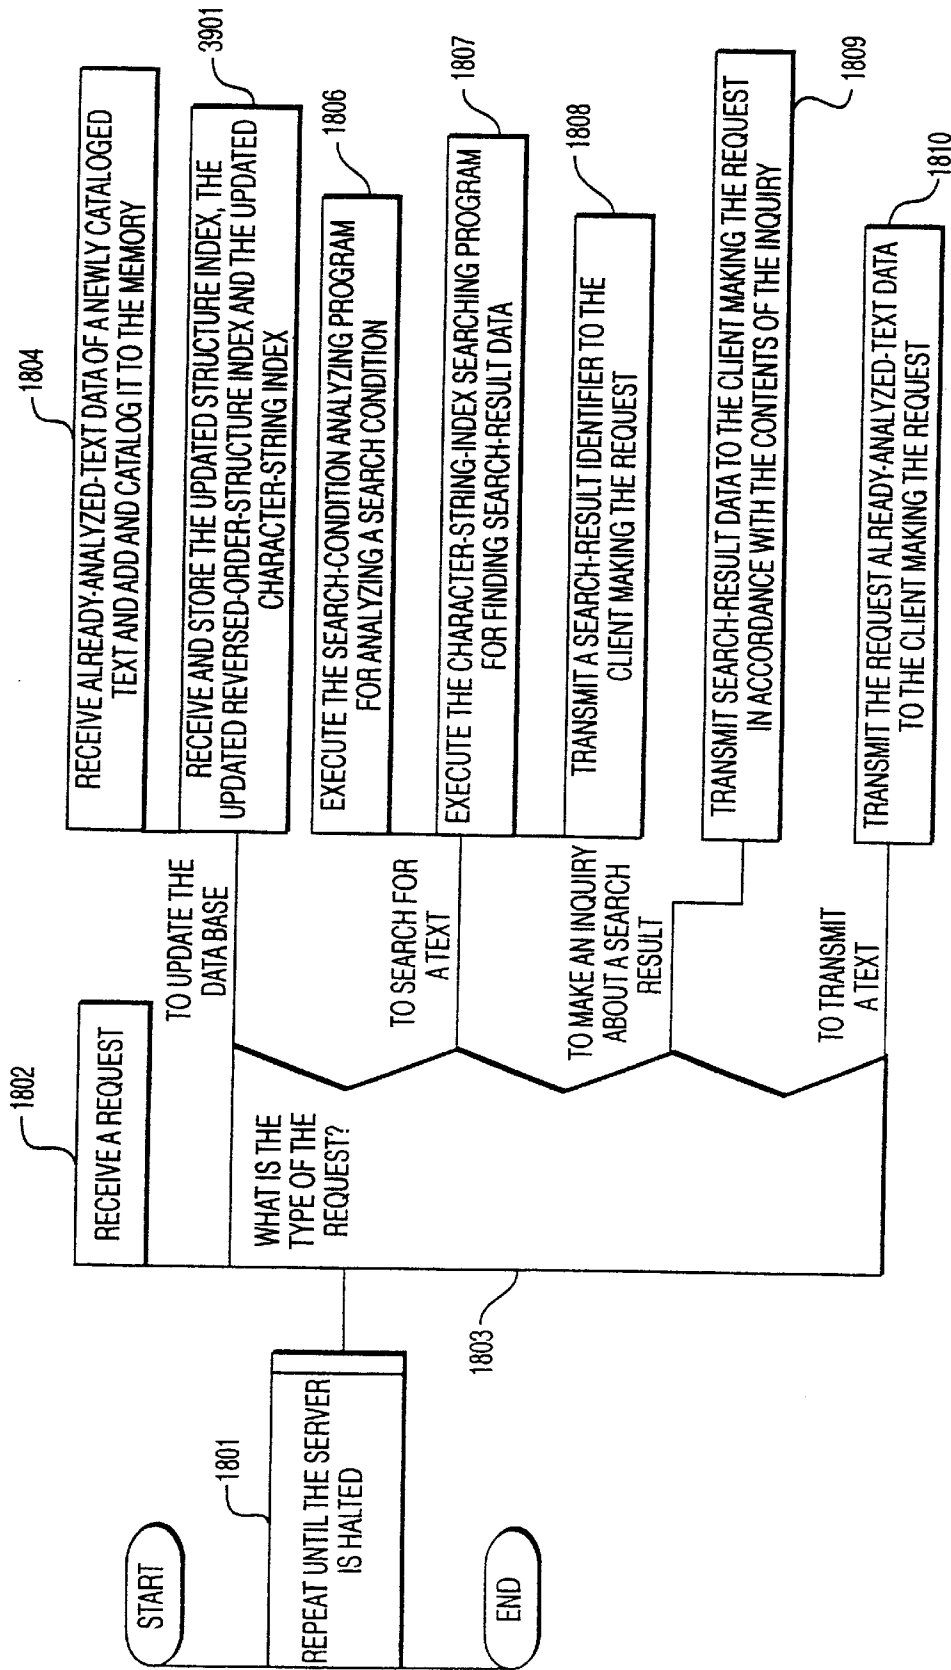 START
1801
REPEAT UNTIL THE SERVER
IS HALTED
END
1802
RECEIVE A REQUEST
1803
WHAT IS THE
TYPE OF THE
REQUEST?
TO UPDATE THE
DATA BASE
1804
RECEIVE ALREADY-ANALYZED-TEXT DATA OF A NEWLY CATALOGED
TEXT AND ADD AND CATALOG IT TO THE MEMORY
3901
RECEIVE AND STORE THE UPDATED STRUCTURE INDEX, THE
UPDATED REVERSED-ORDER-STRUCTURE INDEX AND THE UPDATED
CHARACTER-STRING INDEX
TO SEARCH FOR
A TEXT
1806
EXECUTE THE SEARCH-CONDITION ANALYZING PROGRAM
FOR ANALYZING A SEARCH CONDITION
1807
EXECUTE THE CHARACTER-STRING-INDEX SEARCHING PROGRAM
FOR FINDING SEARCH-RESULT DATA
1808
TRANSMIT A SEARCH-RESULT IDENTIFIER TO THE
CLIENT MAKING THE REQUEST
TO MAKE AN INQUIRY
ABOUT A SEARCH
RESULT
1809
TRANSMIT SEARCH-RESULT DATA TO THE CLIENT MAKING THE REQUEST
IN ACCORDANCE WITH THE CONTENTS OF THE INQUIRY
TO TRANSMIT
A TEXT
1810
TRANSMIT THE REQUEST ALREADY-ANALYZED-TEXT DATA
TO THE CLIENT MAKING THE REQUEST